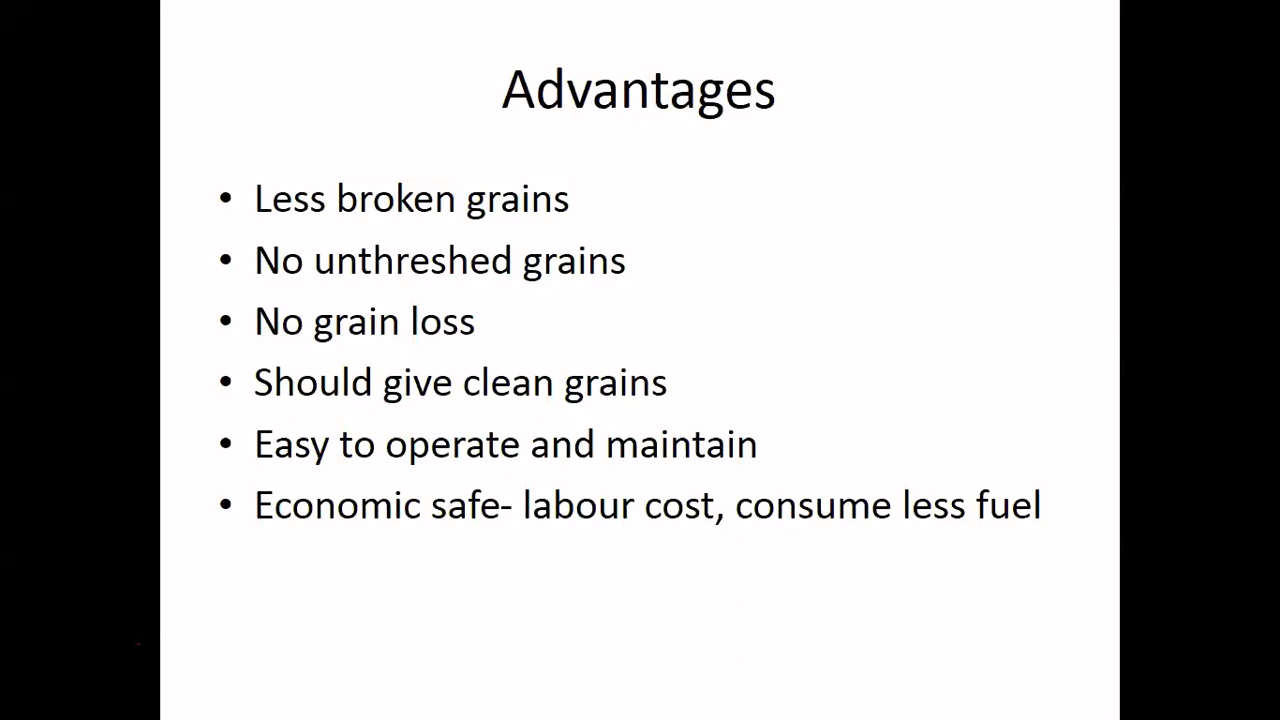 Advantages
• Less broken grains
• No unthreshed grains
• No grain loss
• Should give clean grains
• Easy to operate and maintain
• Economic safe- labour cost, consume less fuel